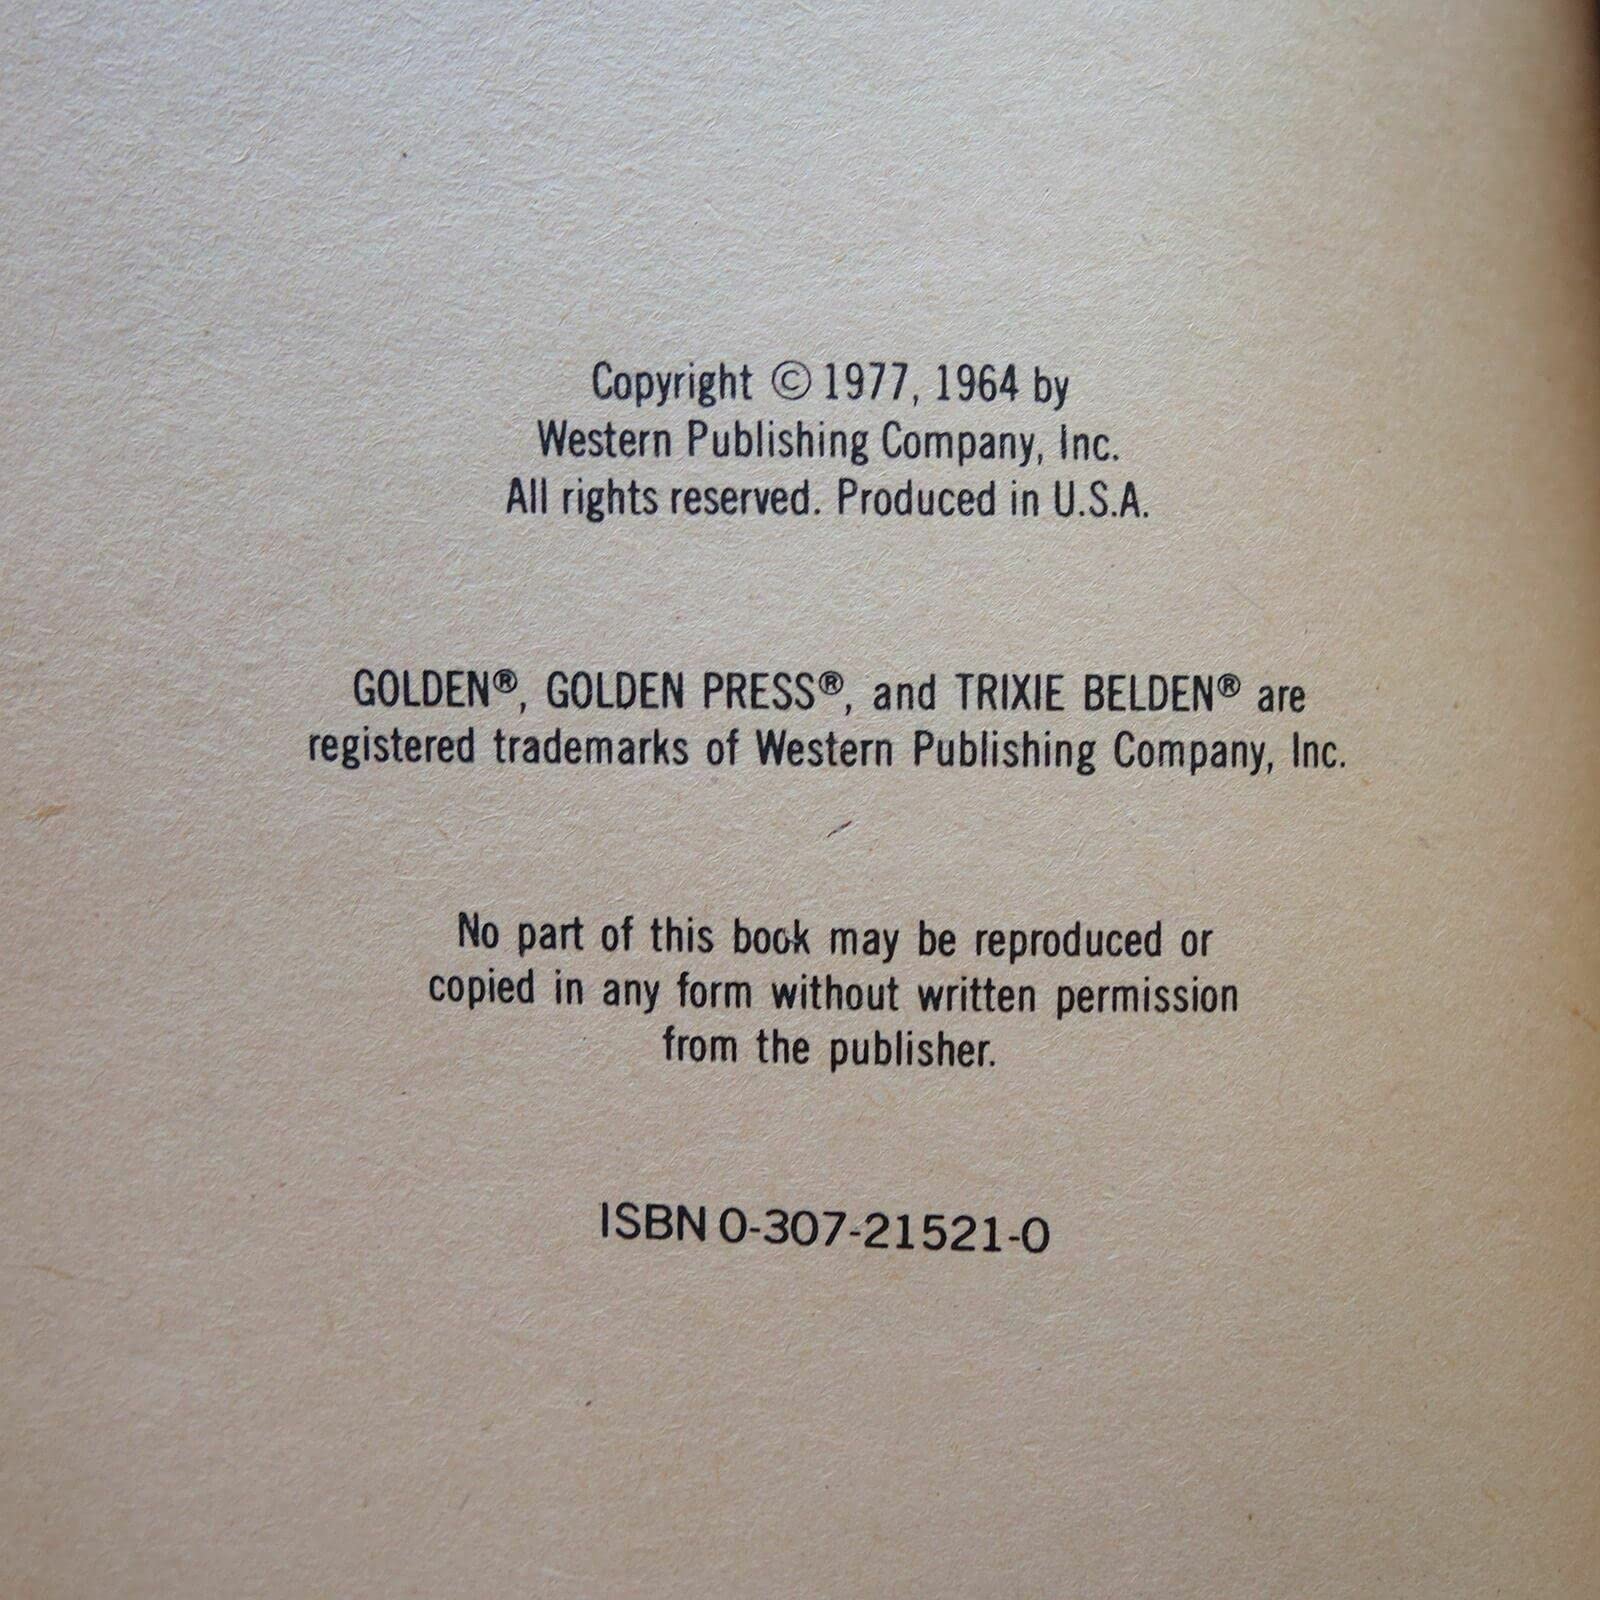 Copyright © 1977, 1964 by
Western Publishing Company, Inc.
All rights reserved. Produced in U.S.A.
GOLDEN®, GOLDEN PRESS®, and TRIXIE BELDEN® are
registered trademarks of Western Publishing Company, Inc.
No part of this book may be reproduced or
copied in any form without written permission
from the publisher.
ISBN 0-307-21521-0